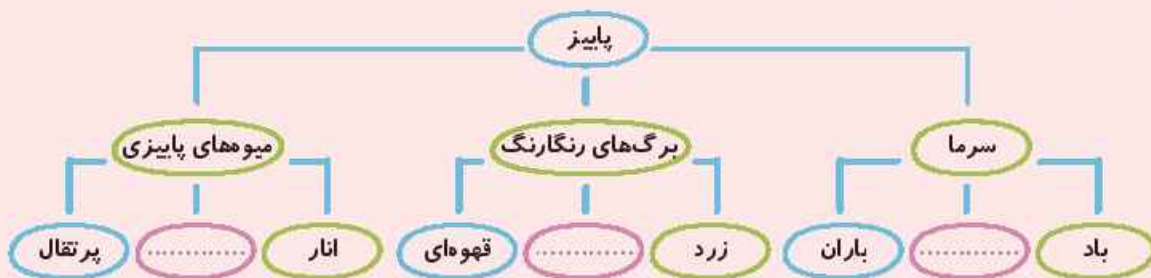 پاییز
سرما برگ‌های رنگارنگ میوه‌های پاییزی
باد ............. باران زرد ............. قهوه‌ای انار ............. پرتقال